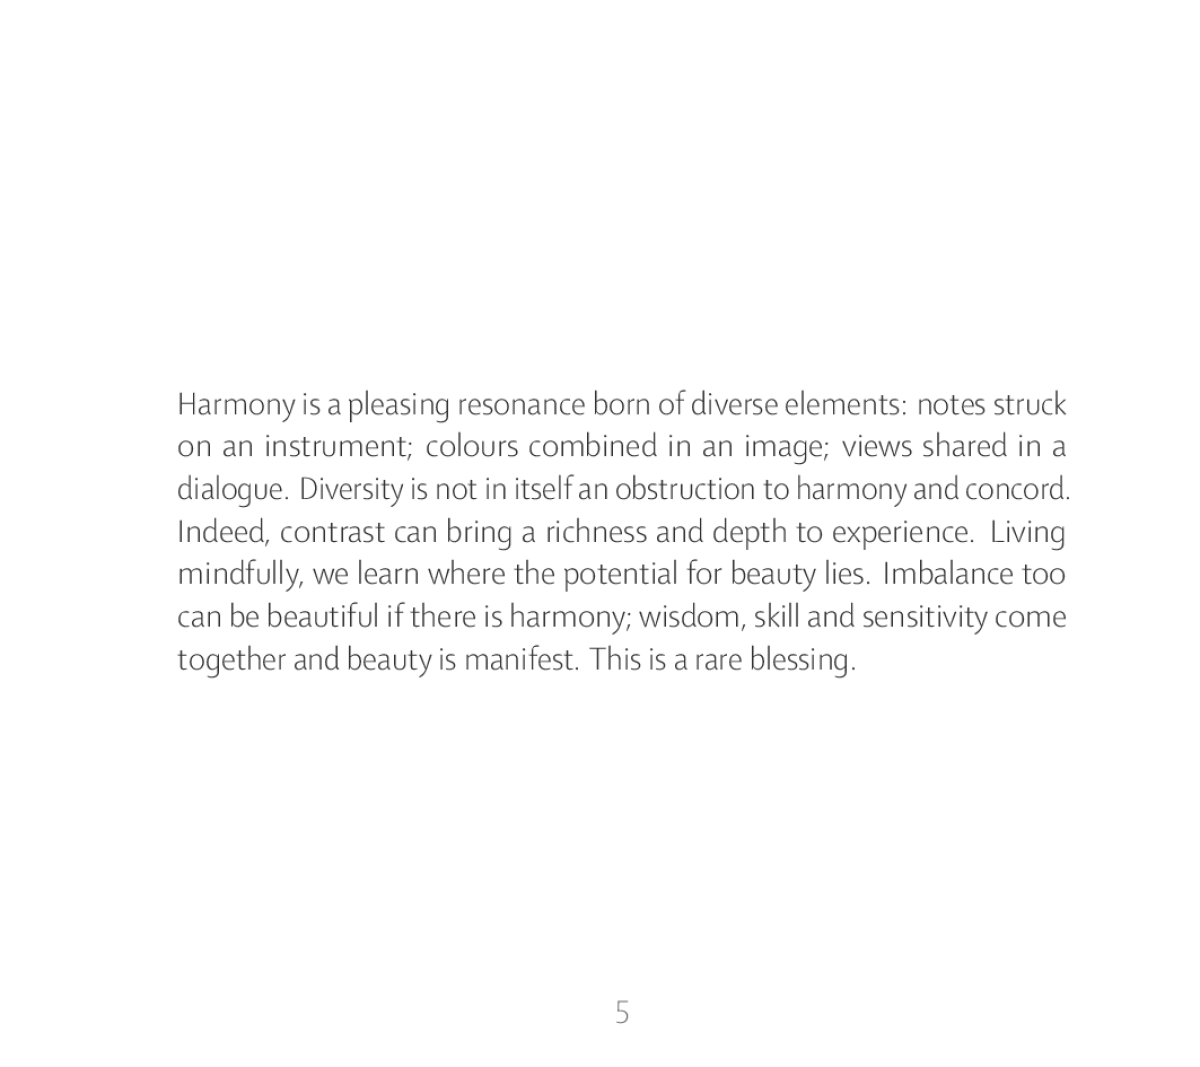 Harmony is a pleasing resonance born of diverse elements: notes struck
on an instrument; colours combined in an image; views shared in a
dialogue. Diversity is not in itself an obstruction to harmony and concord.
Indeed, contrast can bring a richness and depth to experience. Living
mindfully, we learn where the potential for beauty lies. Imbalance too
can be beautiful if there is harmony; wisdom, skill and sensitivity come
together and beauty is manifest. This is a rare blessing.
5